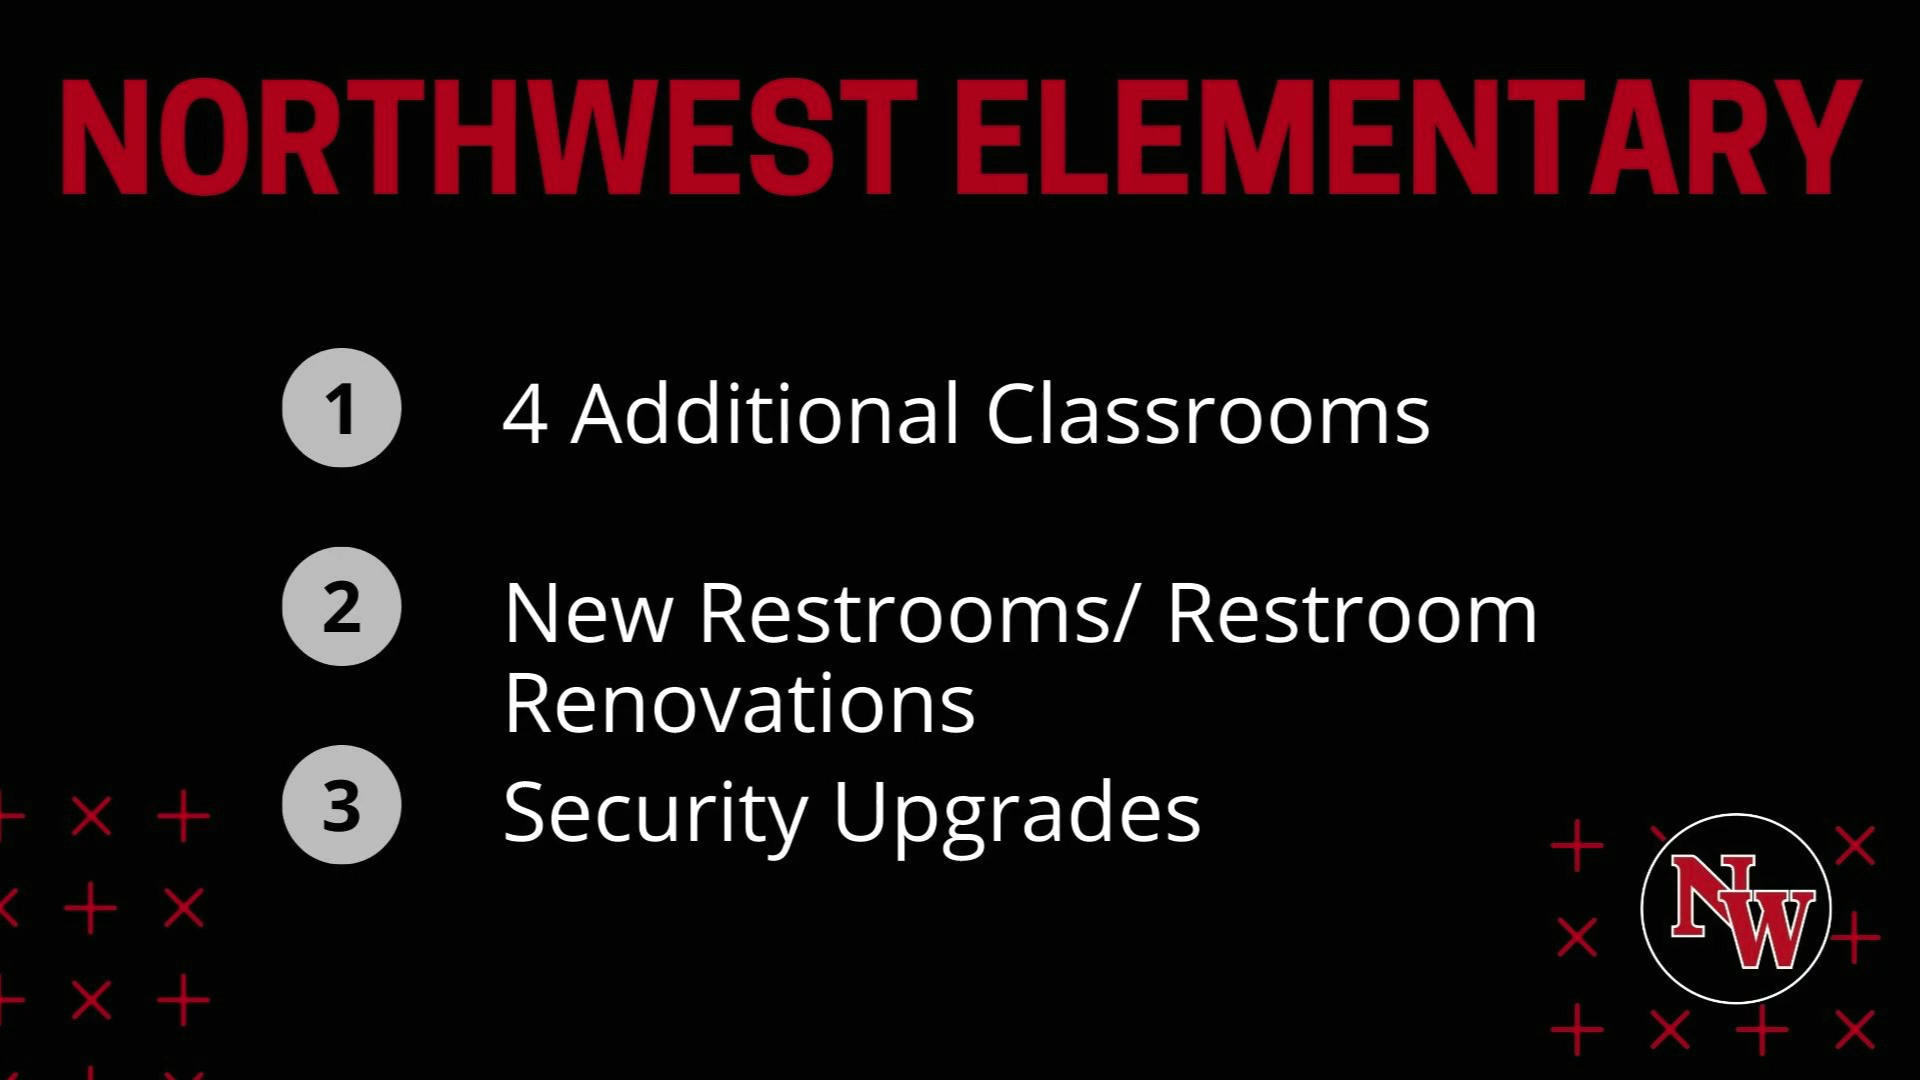 NORTHWEST ELEMENTARY
1 4 Additional Classrooms
2 New Restrooms/ Restroom
Renovations
3 Security Upgrades
NW